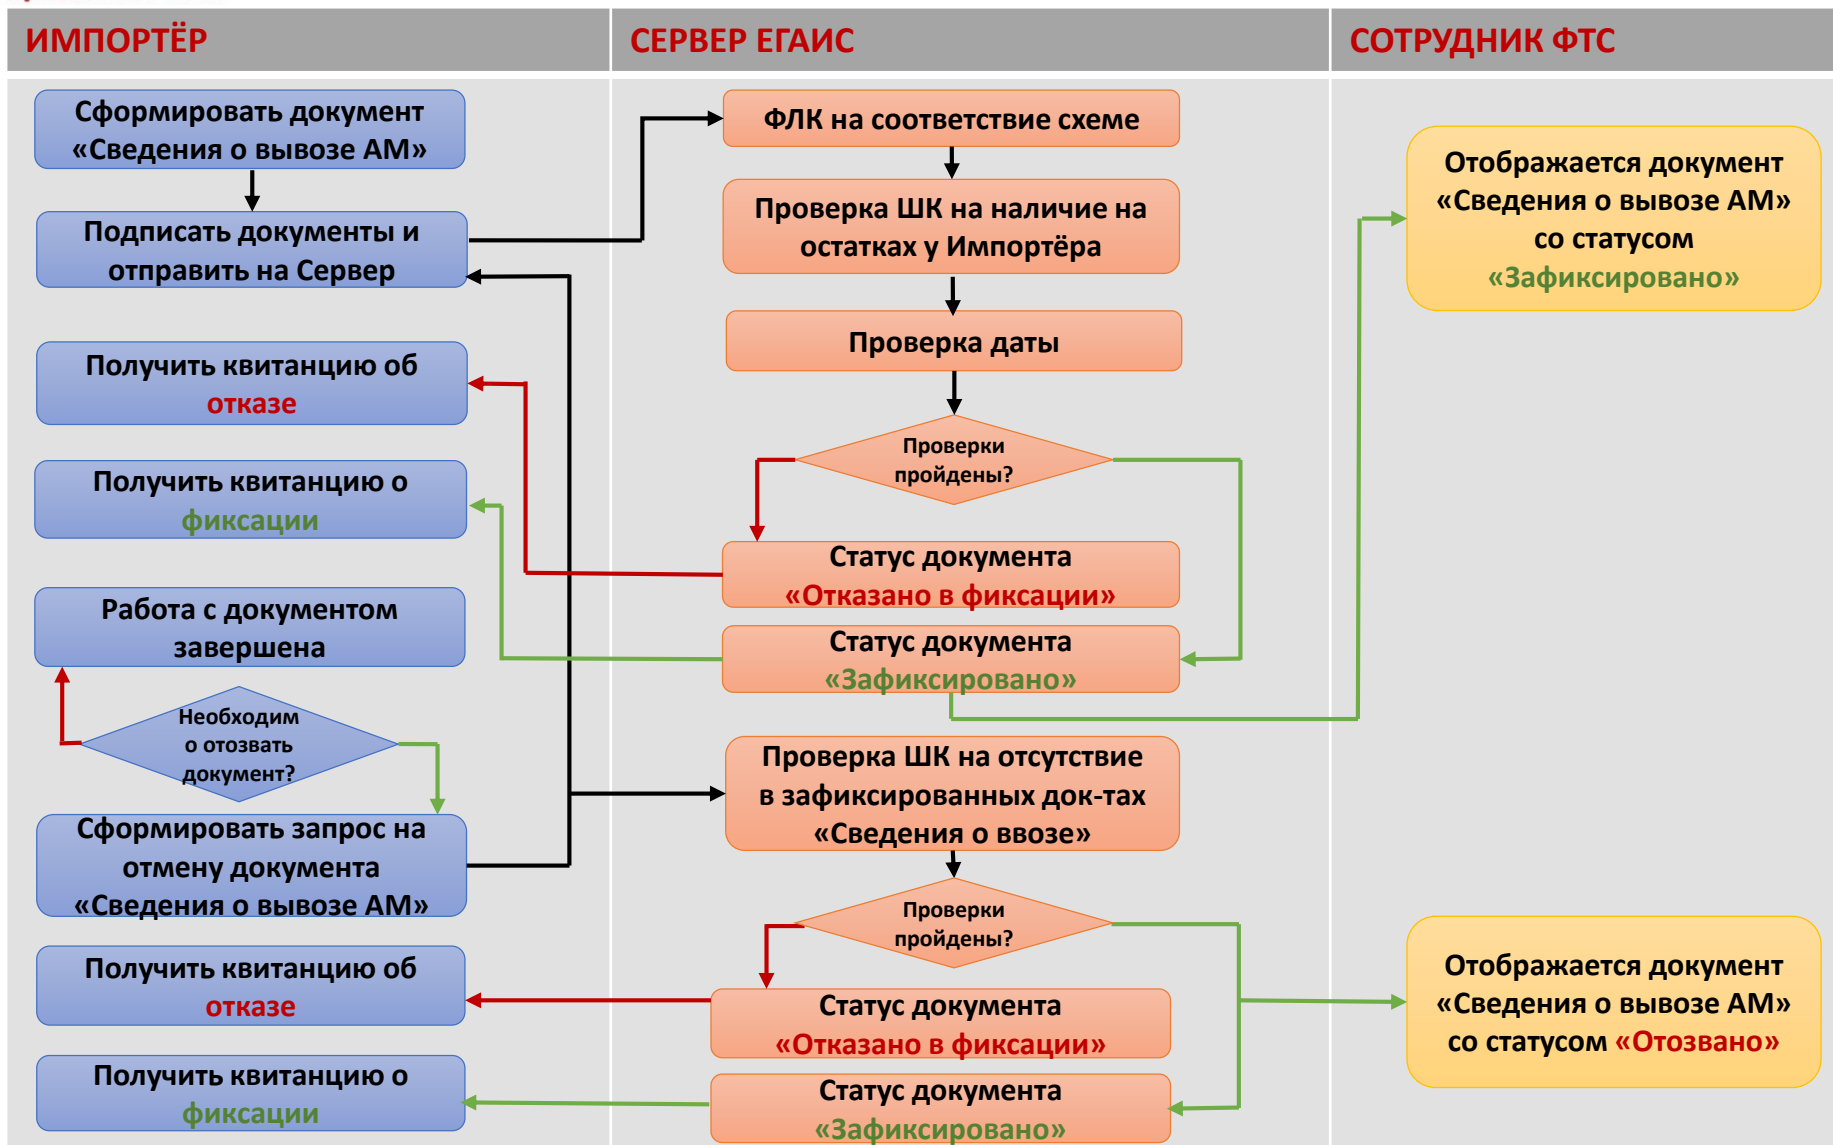 ИМПОРТЁР
СЕРВЕР ЕГАИС
СОТРУДНИК ФТС
Сформировать документ
«Сведения о вывозе АМ»
Подписать документы и
отправить на Сервер
Получить квитанцию об
отказе
Получить квитанцию о
фиксации
Работа с документом
завершена
Необходим
о отозвать
документ?
Сформировать запрос на
отмену документа
«Сведения о вывозе АМ»
Получить квитанцию об
отказе
Получить квитанцию о
фиксации
ФЛК на соответствие схеме
Проверка ШК на наличие на
остатках у Импортёра
Проверка даты
Проверки
пройдены?
Статус документа
«Отказано в фиксации»
Статус документа
«Зафиксировано»
Проверка ШК на отсутствие
в зафиксированных док-тах
«Сведения о ввозе»
Проверки
пройдены?
Статус документа
«Отказано в фиксации»
Статус документа
«Зафиксировано»
Отображается документ
«Сведения о вывозе АМ»
со статусом
«Зафиксировано»
Отображается документ
«Сведения о вывозе АМ»
со статусом «Отозвано»